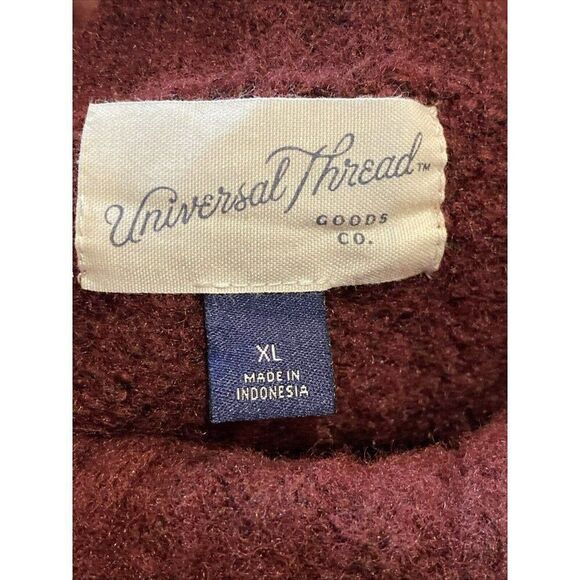 Universal Thread™
GOODS
CO.
XL
MADE IN
INDONESIA